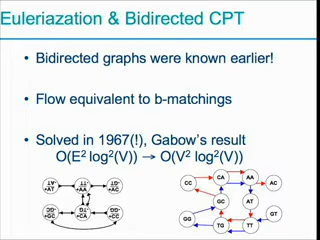 Euleriazation & Bidirected CPT
• Bidirected graphs were known earlier!
• Flow equivalent to b-matchings
• Solved in 1967(!), Gabow's result
O(E² log²(V)) → O(V² log²(V))
CC
CA
AA
AC
GC
AT
GG
GT
TG
TT